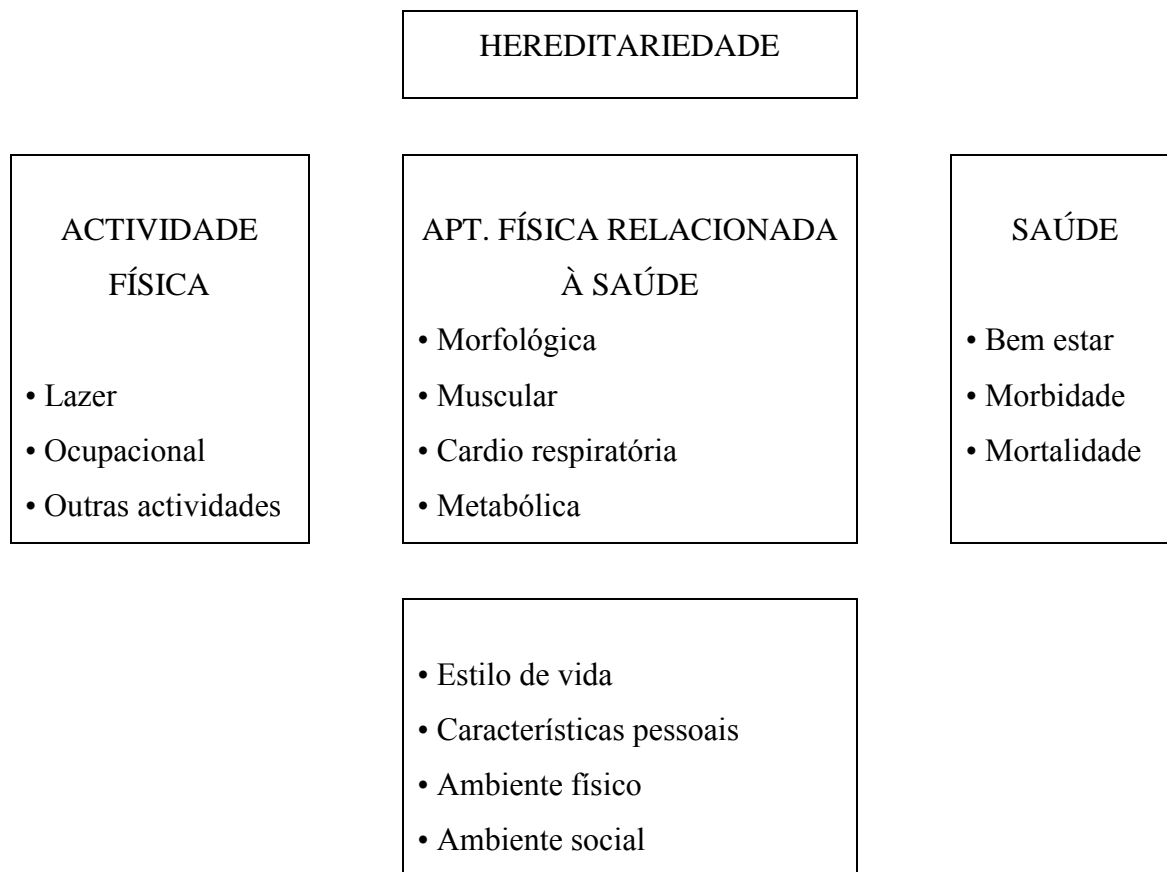 HEREDITARIEDADE
ACTIVIDADE
FÍSICA
• Lazer
• Ocupacional
• Outras actividades
APT. FÍSICA RELACIONADA
À SAÚDE
• Morfológica
• Muscular
• Cardio respiratória
• Metabólica
SAÚDE
• Bem estar
• Morbidade
• Mortalidade
• Estilo de vida
• Características pessoais
• Ambiente físico
• Ambiente social